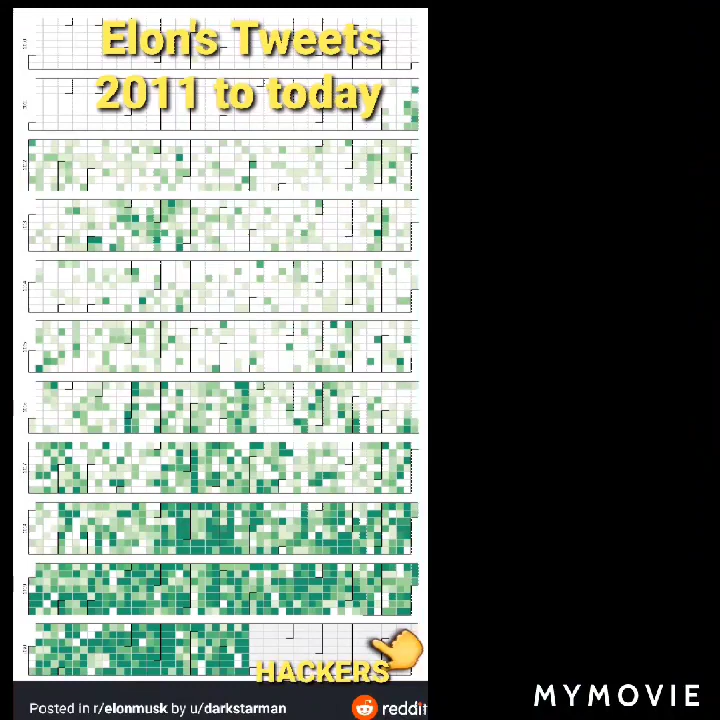 Elon's Tweets
2011 to today
HACKERS
Posted in r/elonmusk by u/darkstarman
reddit
MYMOVIE